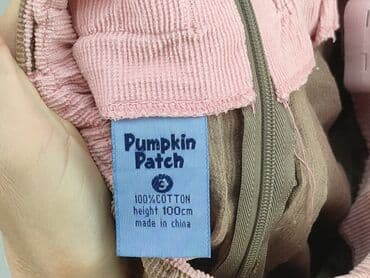 Pumpkin
Patch
3
100%COTTON
height 100cm
made in china